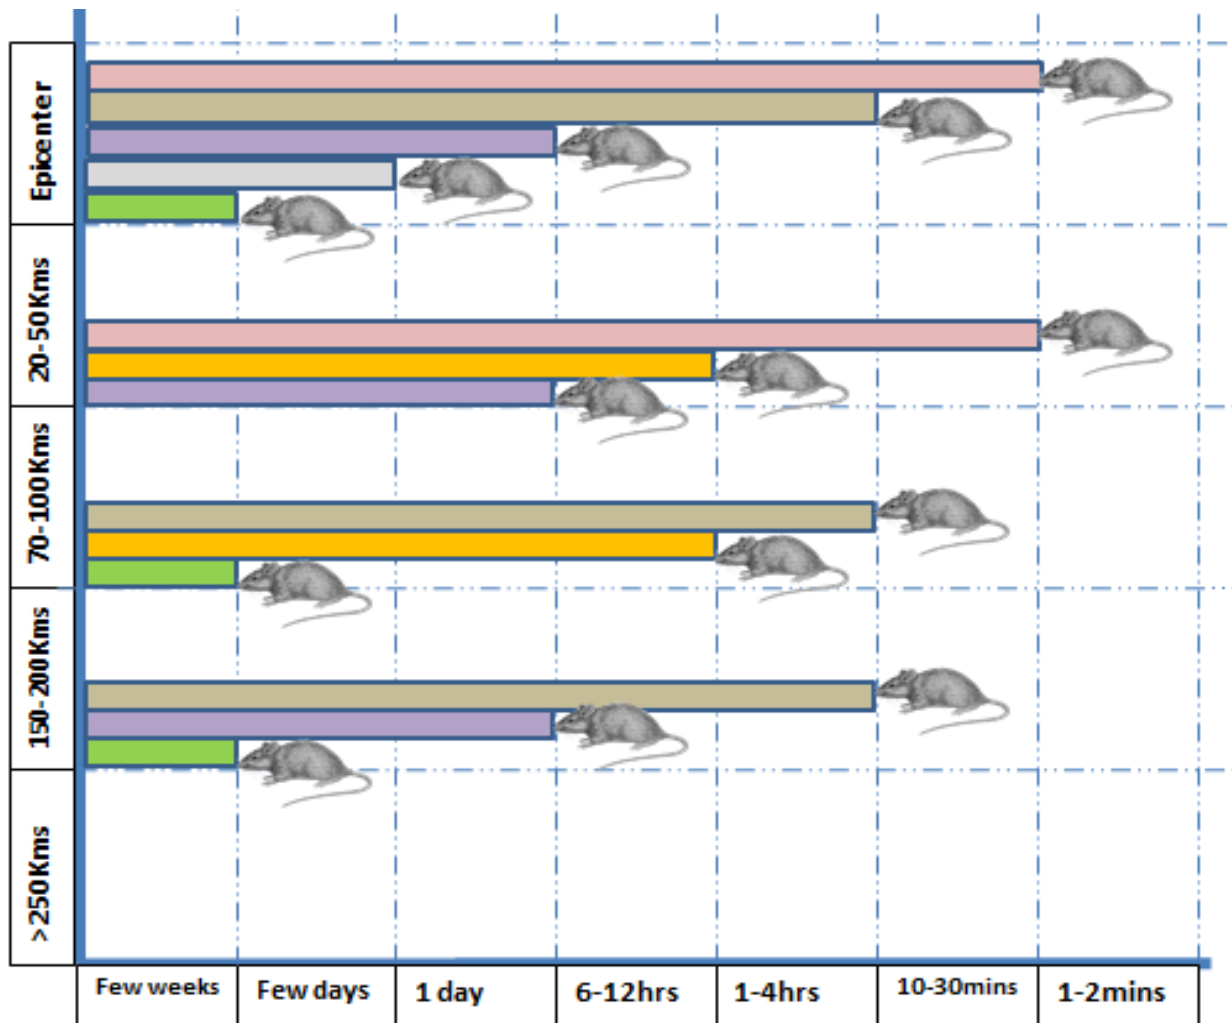 Epicenter
20-50Kms
70-100Kms
150-200Kms
>250Kms
Few weeks
Few days
1 day
6-12hrs
1-4hrs
10-30mins
1-2mins